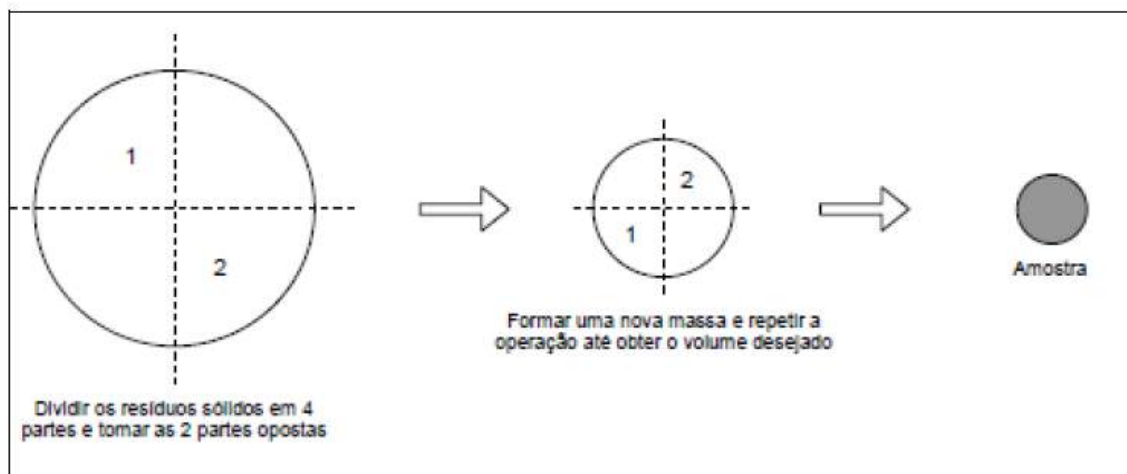 1
2
Dividir os resíduos sólidos em 4
partes e tomar as 2 partes opostas
2
1
Formar uma nova massa e repetir a
operação até obter o volume desejado
Amostra